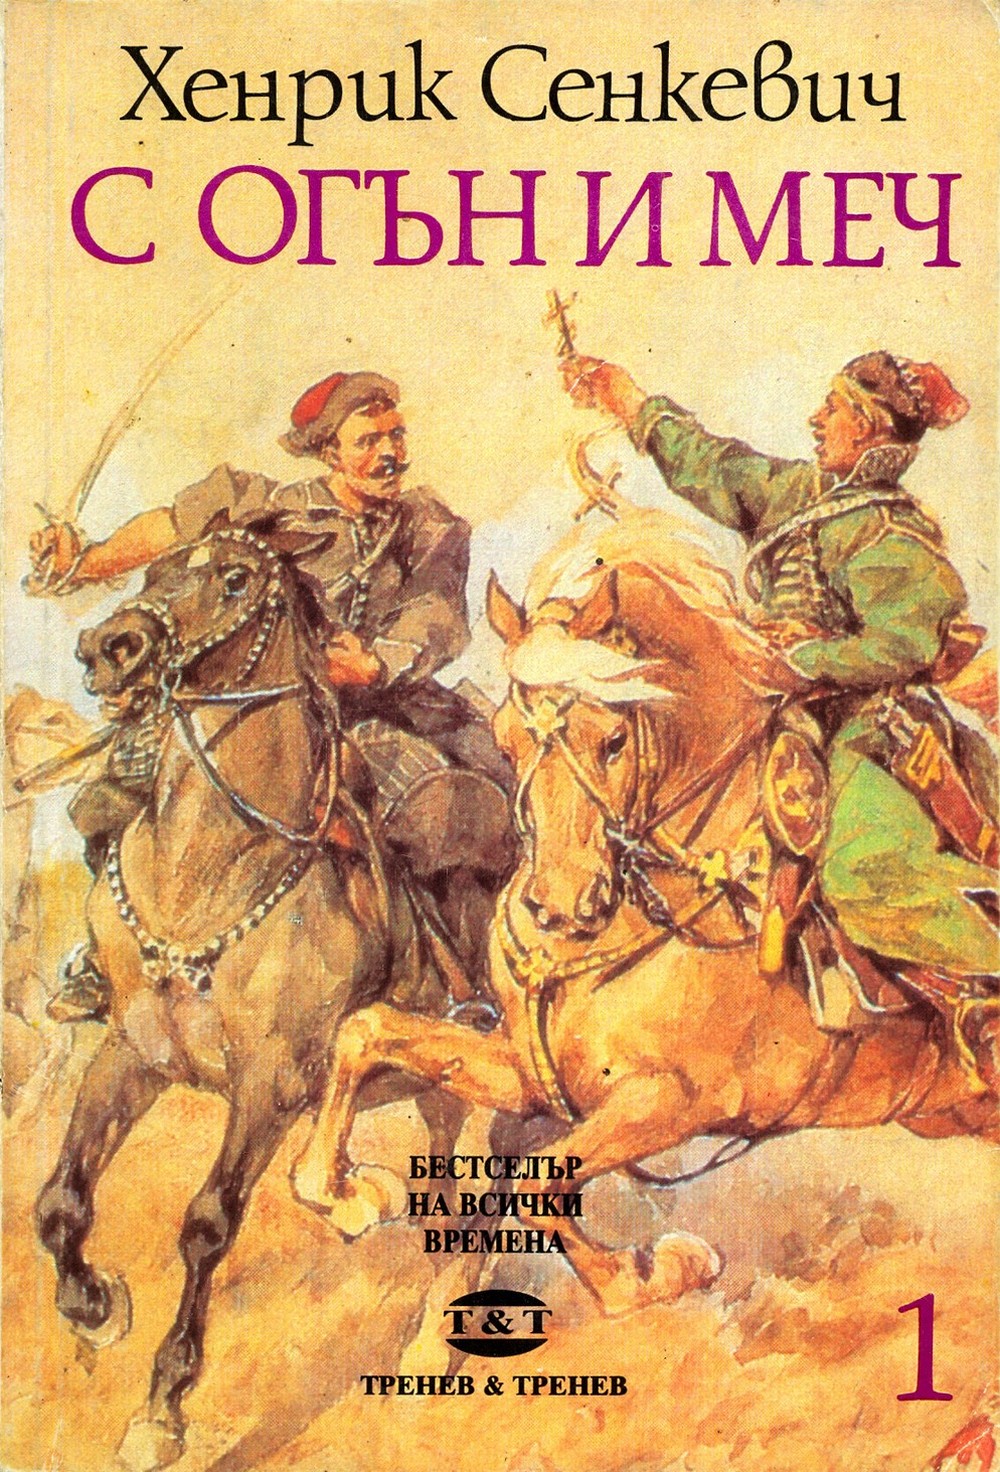 Хенрик Сенкевич
С ОГЪН И МЕЧ
БЕСТСЕЛЪР
НА ВСИЧКИ
ВРЕМЕНА
T & T
ТРЕНЕВ & ТРЕНЕВ
1